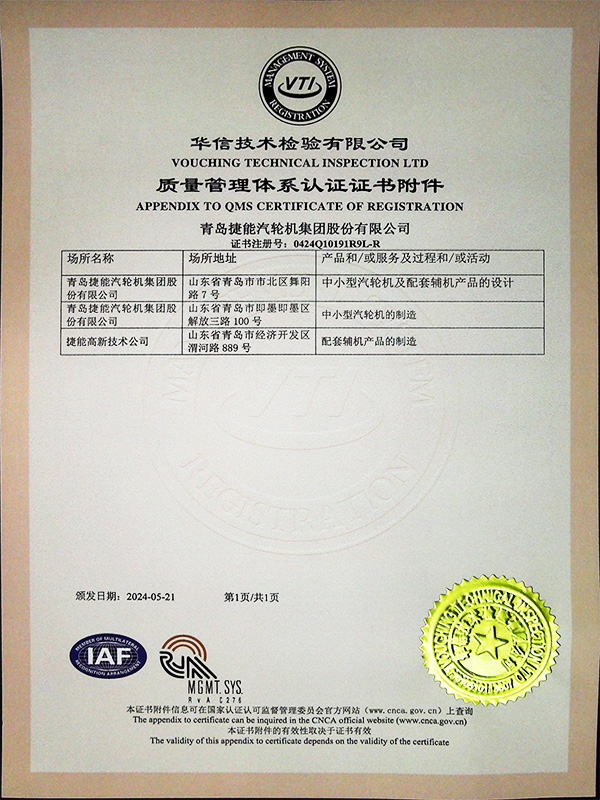 MANAGEMENT SYSTEM
VTI
REGISTRATION
华信技术检验有限公司
VOUCHING TECHNICAL INSPECTION LTD
质量管理体系认证证书附件
APPENDIX TO QMS CERTIFICATE OF REGISTRATION
青岛捷能汽轮机集团股份有限公司
证书注册号：0424Q10191R9L-R
场所名称 场所地址 产品和/或服务及过程和/或活动
青岛捷能汽轮机集团股份有限公司 山东省青岛市市北区舞阳路 7 号 中小型汽轮机及配套辅机产品的设计
青岛捷能汽轮机集团股份有限公司 山东省青岛市即墨即墨区解放三路 100 号 中小型汽轮机的制造
捷能高新技术公司 山东省青岛市经济开发区渭河路 889 号 配套辅机产品的制造
VTI
REGISTRATION
颁发日期：2024-05-21 第1页/共1页
MEMBER OF MULTILATERAL
IAF
RECOGNITION ARRANGEMENT
MGMT. SYS.
RvA C 276
本证书附件信息可在国家认证认可监督管理委员会官方网站（www.cnca.gov.cn）上查询
The appendix to certificate can be inquired in the CNCA official website (www.cnca.gov.cn)
本证书附件的有效性取决于证书有效
The validity of this appendix to certificate depends on the validity of the certificate